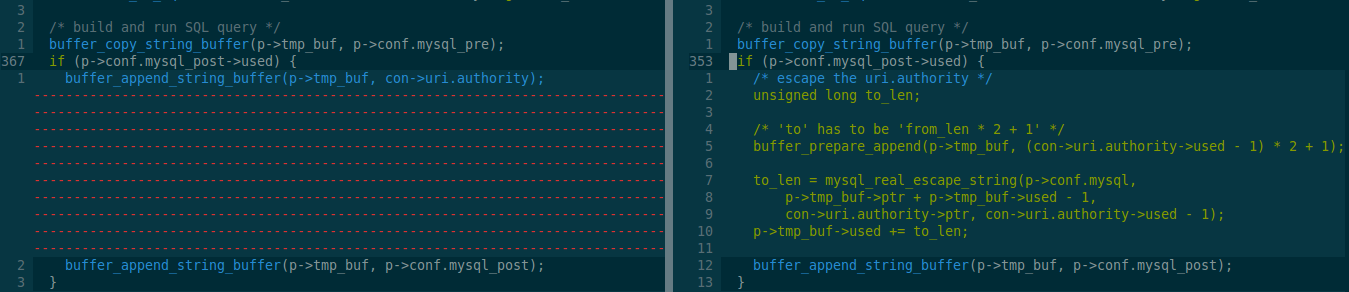 3
2 /* build and run SQL query */
1 buffer_copy_string_buffer(p->tmp_buf, p->conf.mysql_pre);
367 if (p->conf.mysql_post->used) {
1 buffer_append_string_buffer(p->tmp_buf, con->uri.authority);
2 buffer_append_string_buffer(p->tmp_buf, p->conf.mysql_post);
3 }
3
2 /* build and run SQL query */
1 buffer_copy_string_buffer(p->tmp_buf, p->conf.mysql_pre);
353 if (p->conf.mysql_post->used) {
1 /* escape the uri.authority */
2 unsigned long to_len;
3
4 /* 'to' has to be 'from_len * 2 + 1' */
5 buffer_prepare_append(p->tmp_buf, (con->uri.authority->used - 1) * 2 + 1);
6
7 to_len = mysql_real_escape_string(p->conf.mysql,
8 p->tmp_buf->ptr + p->tmp_buf->used - 1,
9 con->uri.authority->ptr, con->uri.authority->used - 1);
10 p->tmp_buf->used += to_len;
11
12 buffer_append_string_buffer(p->tmp_buf, p->conf.mysql_post);
13 }